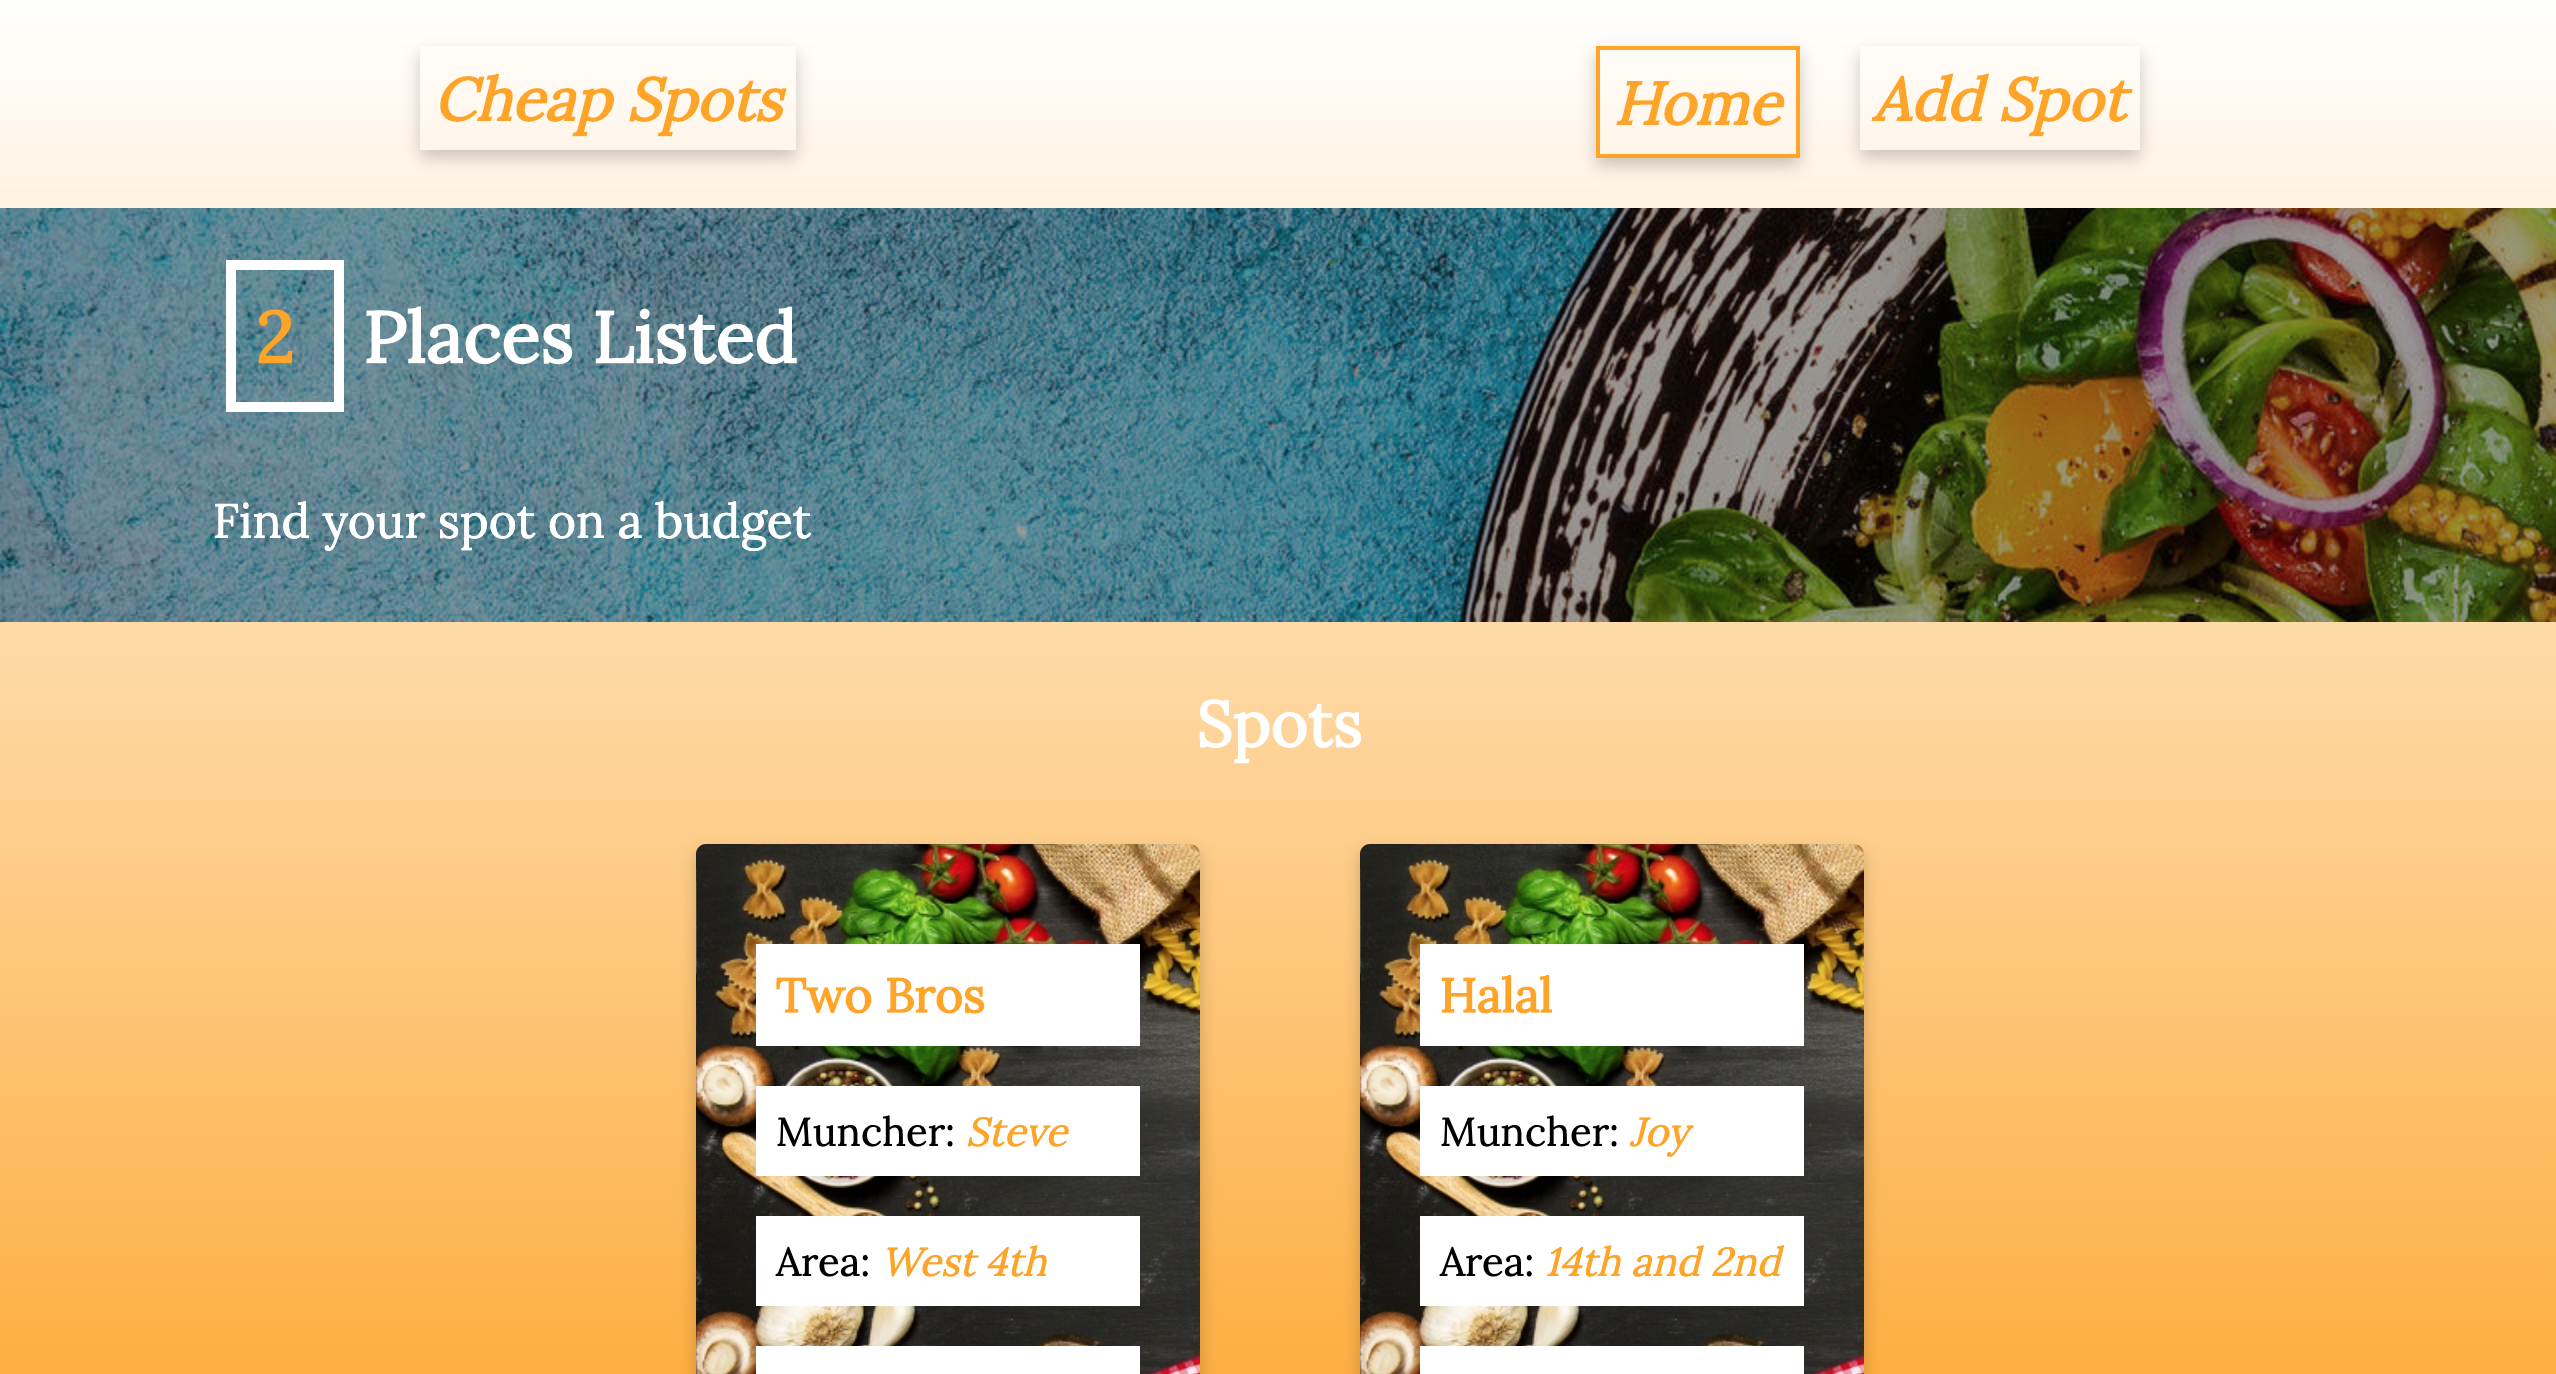 Cheap Spots
Home
Add Spot
2 Places Listed
Find your spot on a budget
Spots
Two Bros
Muncher: Steve
Area: West 4th
Halal
Muncher: Joy
Area: 14th and 2nd